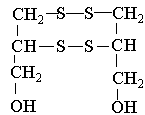 CH₂—S—S—CH₂
CH—S—S—CH
CH₂ CH₂
OH OH